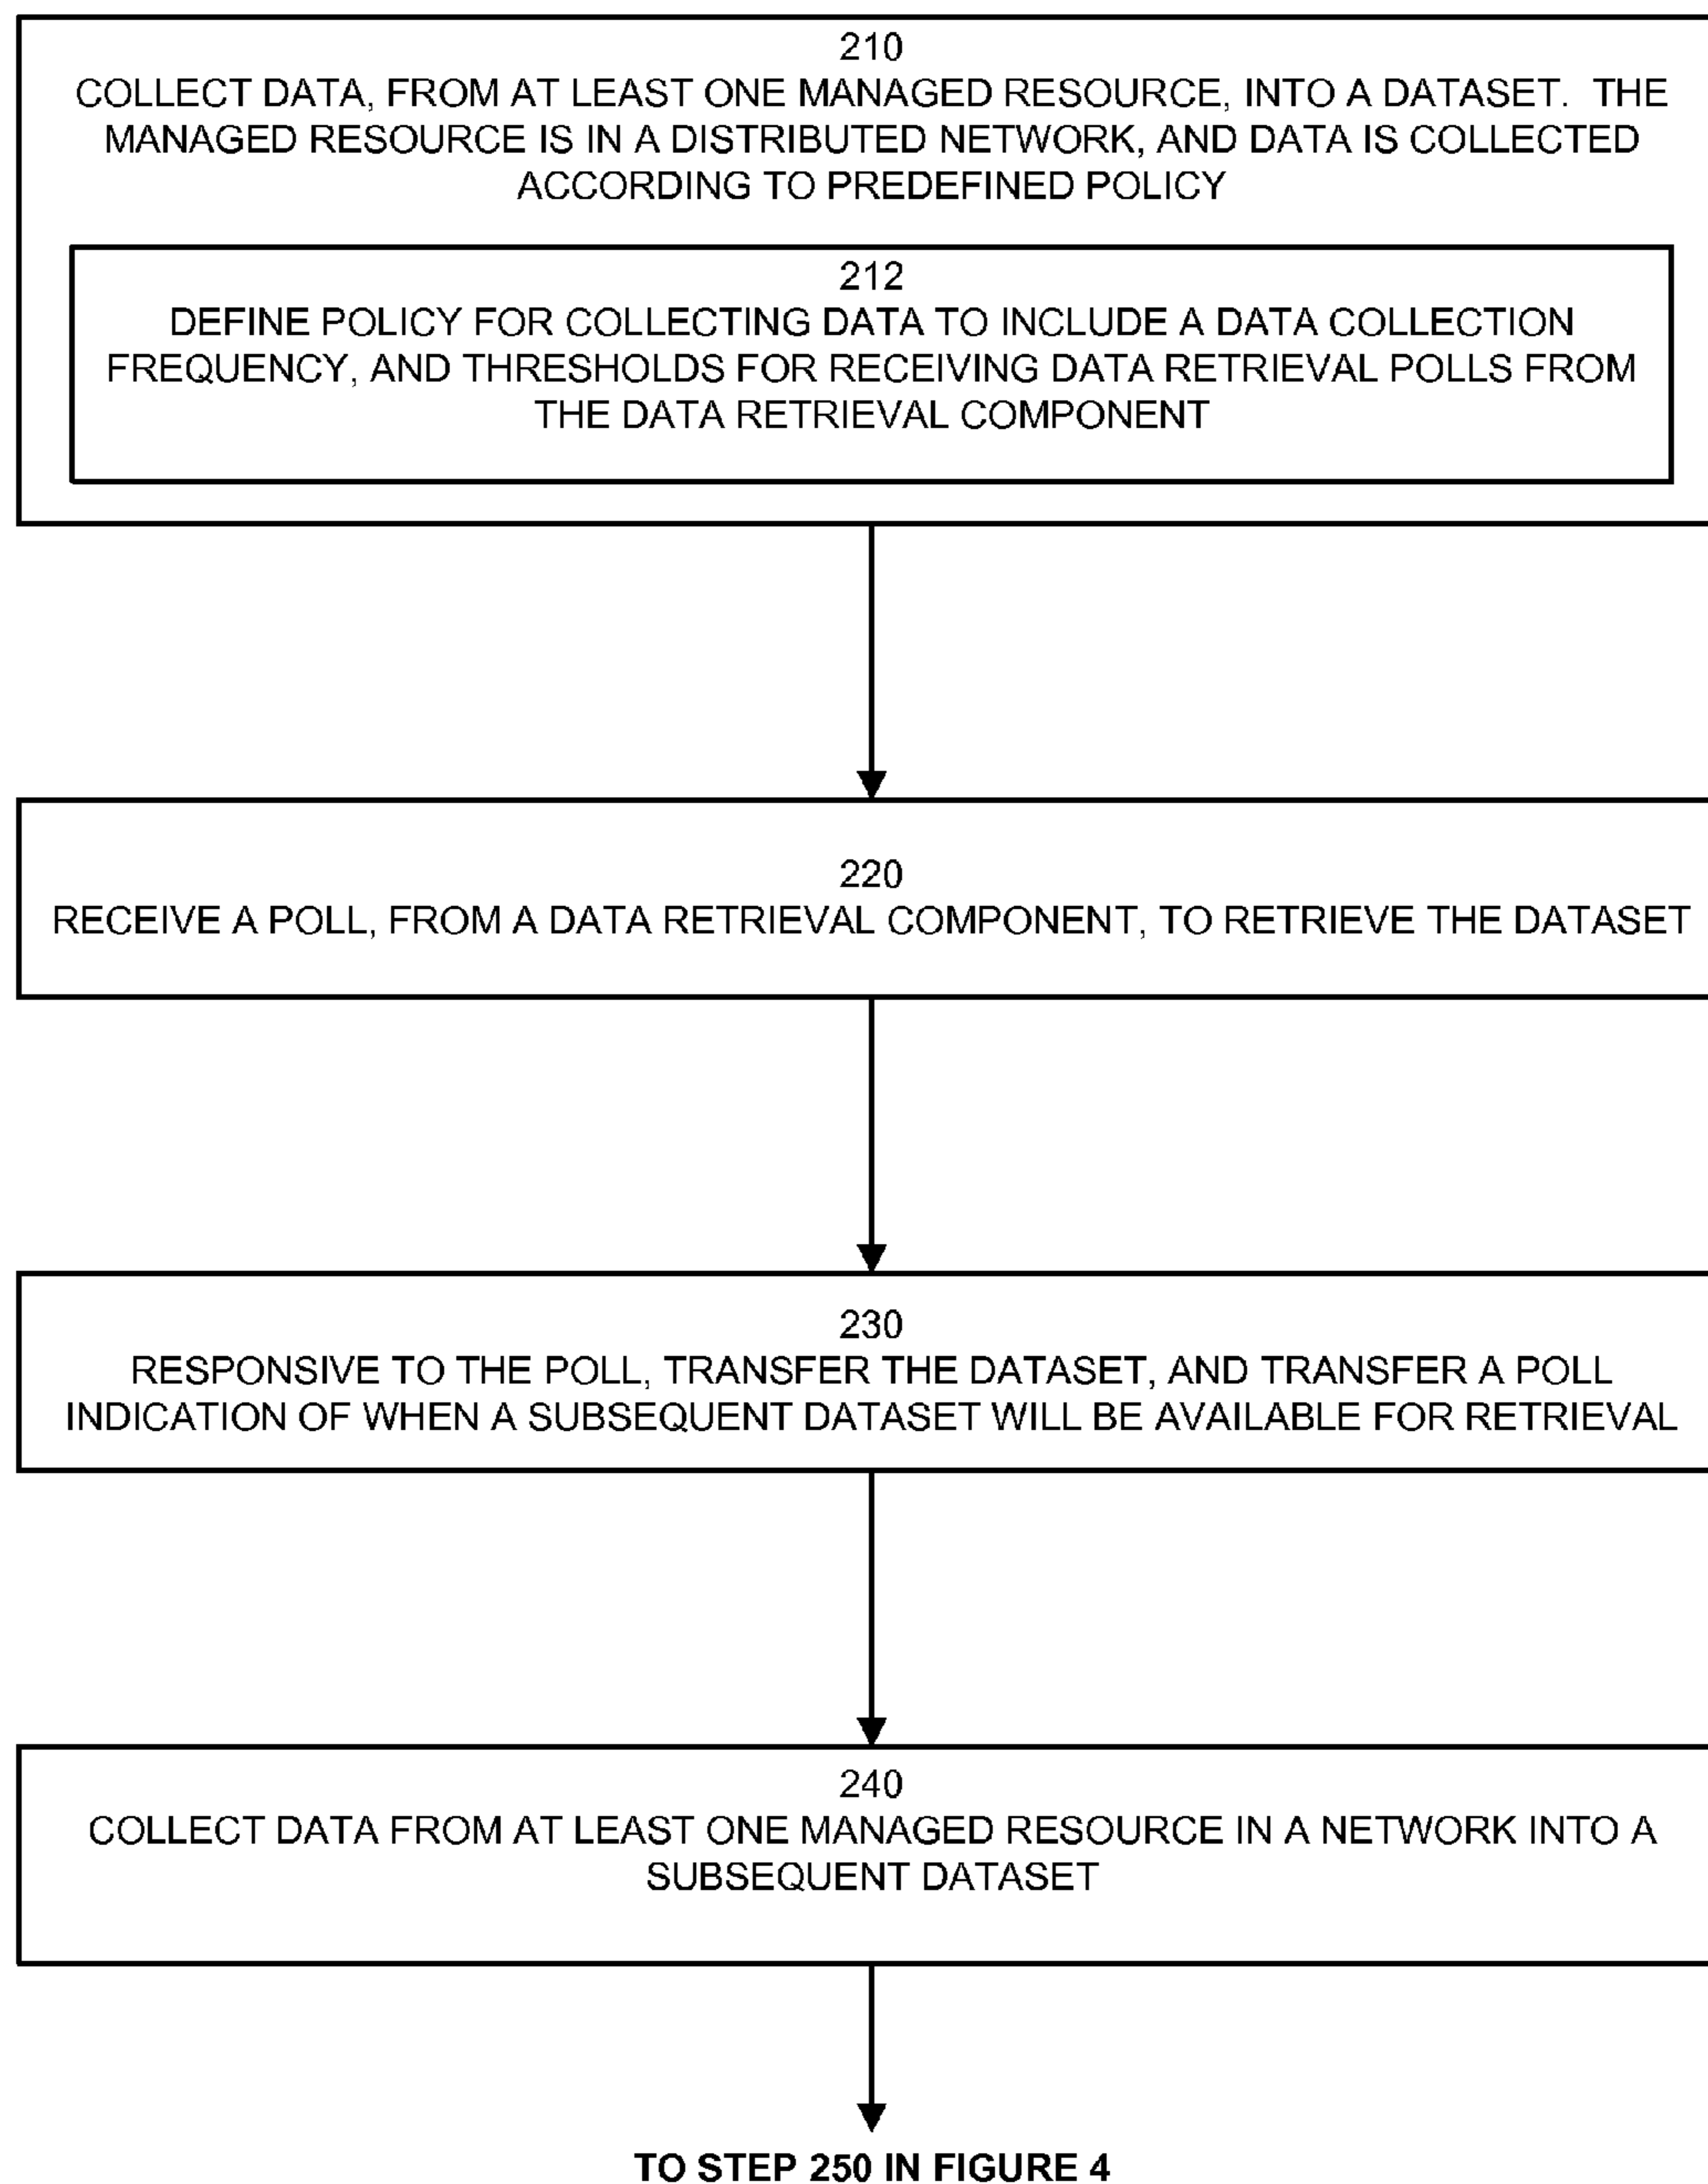 210
COLLECT DATA, FROM AT LEAST ONE MANAGED RESOURCE, INTO A DATASET. THE
MANAGED RESOURCE IS IN A DISTRIBUTED NETWORK, AND DATA IS COLLECTED
ACCORDING TO PREDEFINED POLICY
212
DEFINE POLICY FOR COLLECTING DATA TO INCLUDE A DATA COLLECTION
FREQUENCY, AND THRESHOLDS FOR RECEIVING DATA RETRIEVAL POLLS FROM
THE DATA RETRIEVAL COMPONENT
220
RECEIVE A POLL, FROM A DATA RETRIEVAL COMPONENT, TO RETRIEVE THE DATASET
230
RESPONSIVE TO THE POLL, TRANSFER THE DATASET, AND TRANSFER A POLL
INDICATION OF WHEN A SUBSEQUENT DATASET WILL BE AVAILABLE FOR RETRIEVAL
240
COLLECT DATA FROM AT LEAST ONE MANAGED RESOURCE IN A NETWORK INTO A
SUBSEQUENT DATASET
TO STEP 250 IN FIGURE 4